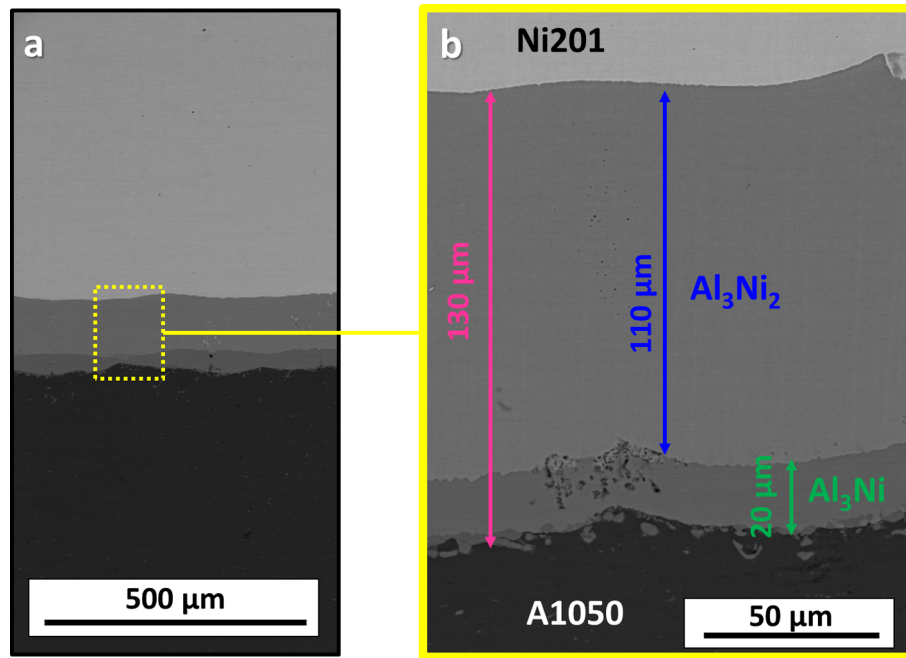 a
500 µm
b
Ni201
130 µm
110 µm
Al₃Ni₂
20 µm
Al₃Ni
A1050
50 µm